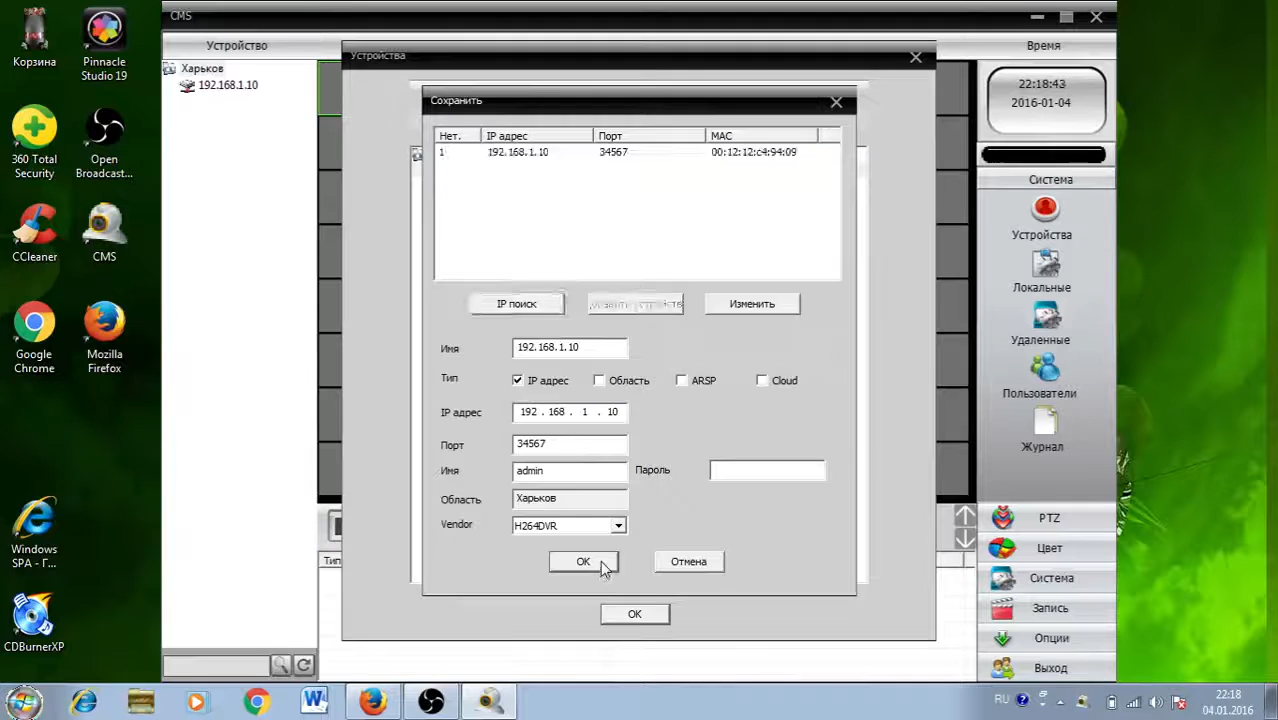 Корзина
Pinnacle
Studio 19
360 Total
Security
Open
Broadcast...
CCleaner
CMS
Google
Chrome
Mozilla
Firefox
Windows
SPA - Г...
CDBurnerXP
CMS
Устройство
Харьков
192.168.1.10
Устройства
Сохранить
Нет. IP адрес Порт MAC
1 192.168.1.10 34567 00:12:12:c4:94:09
IP поиск
Изменить
Имя 192.168.1.10
Тип IP адрес Область ARSP Cloud
IP адрес 192 . 168 . 1 . 10
Порт 34567
Имя admin Пароль
Область Харьков
Vendor H264DVR
OK Отмена
OK
Тип
Время
22:18:43
2016-01-04
Система
Устройства
Локальные
Удаленные
Пользователи
Журнал
PTZ
Цвет
Система
Запись
Опции
Выход
RU
22:18
04.01.2016